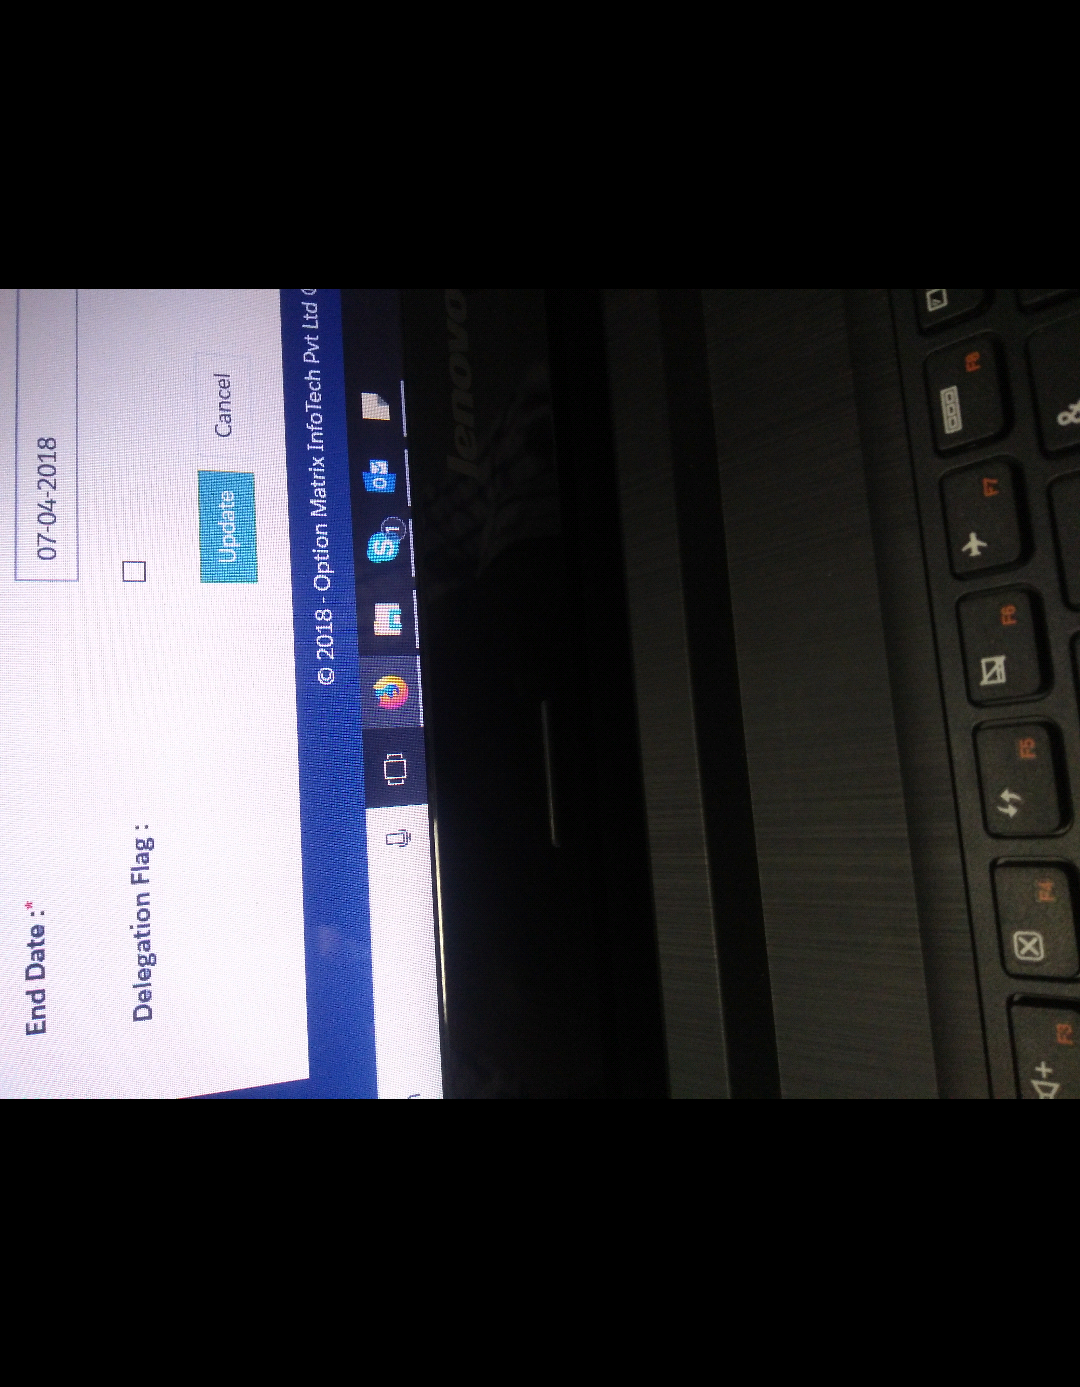 End Date :* 07-04-2018
Delegation Flag :
Update Cancel
© 2018 - Option Matrix InfoTech Pvt Ltd
1
lenovo
F3 F4 F5 F6 F7 F8
&